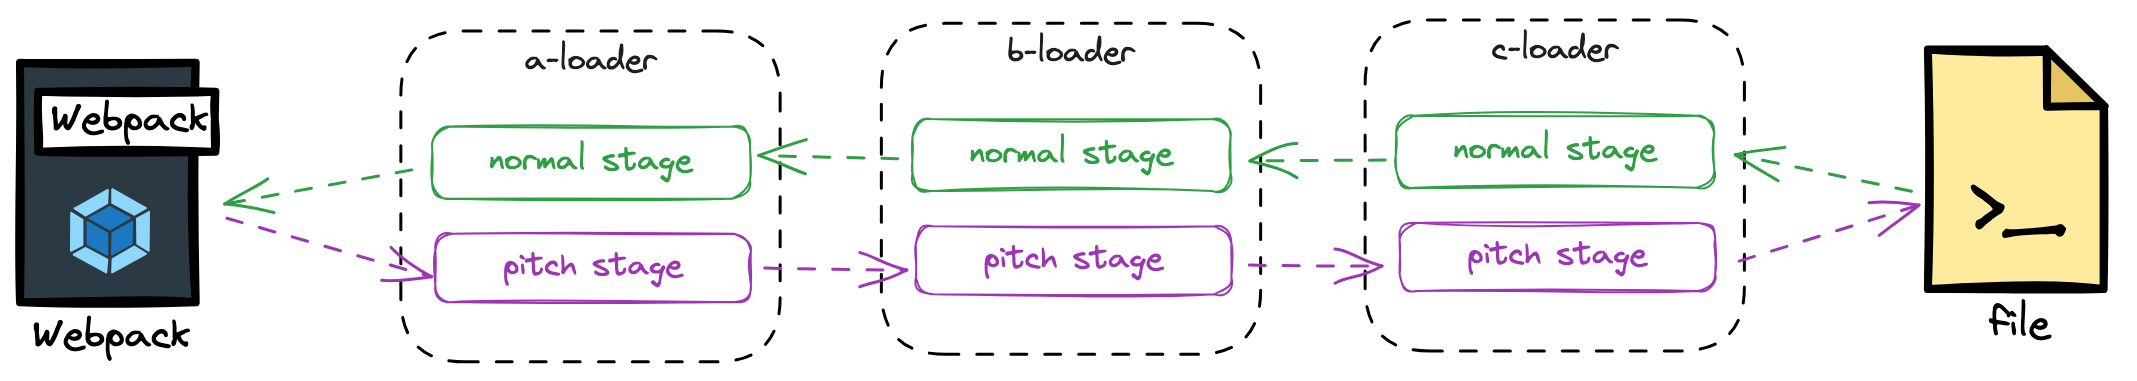 a-loader
b-loader
c-loader
Webpack
normal stage
normal stage
normal stage
pitch stage
pitch stage
pitch stage
>_
Webpack
file